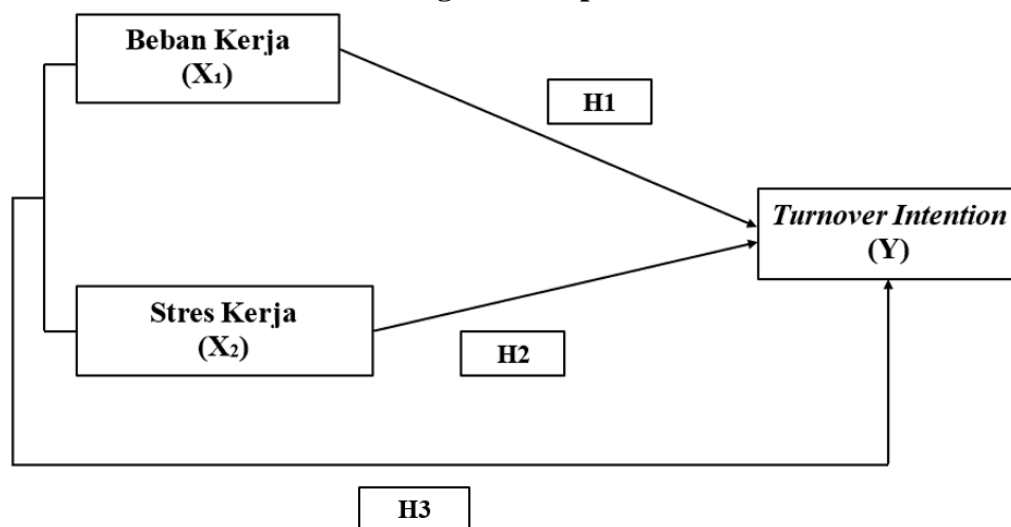 Beban Kerja
(X₁)
H1
Turnover Intention
(Y)
Stres Kerja
(X₂)
H2
H3